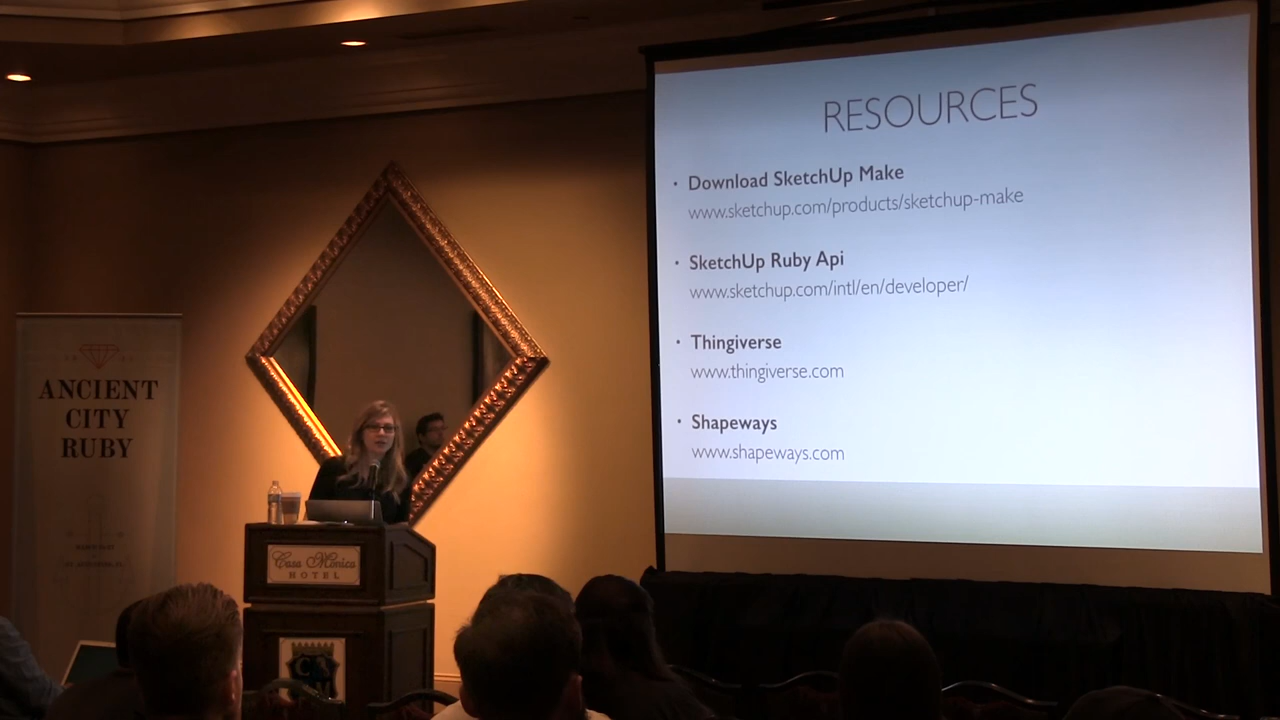 RESOURCES
• Download SketchUp Make
www.sketchup.com/products/sketchup-make
• SketchUp Ruby Api
www.sketchup.com/intl/en/developer/
• Thingiverse
www.thingiverse.com
• Shapeways
www.shapeways.com
ANCIENT
CITY
RUBY
Casa Monica
HOTEL